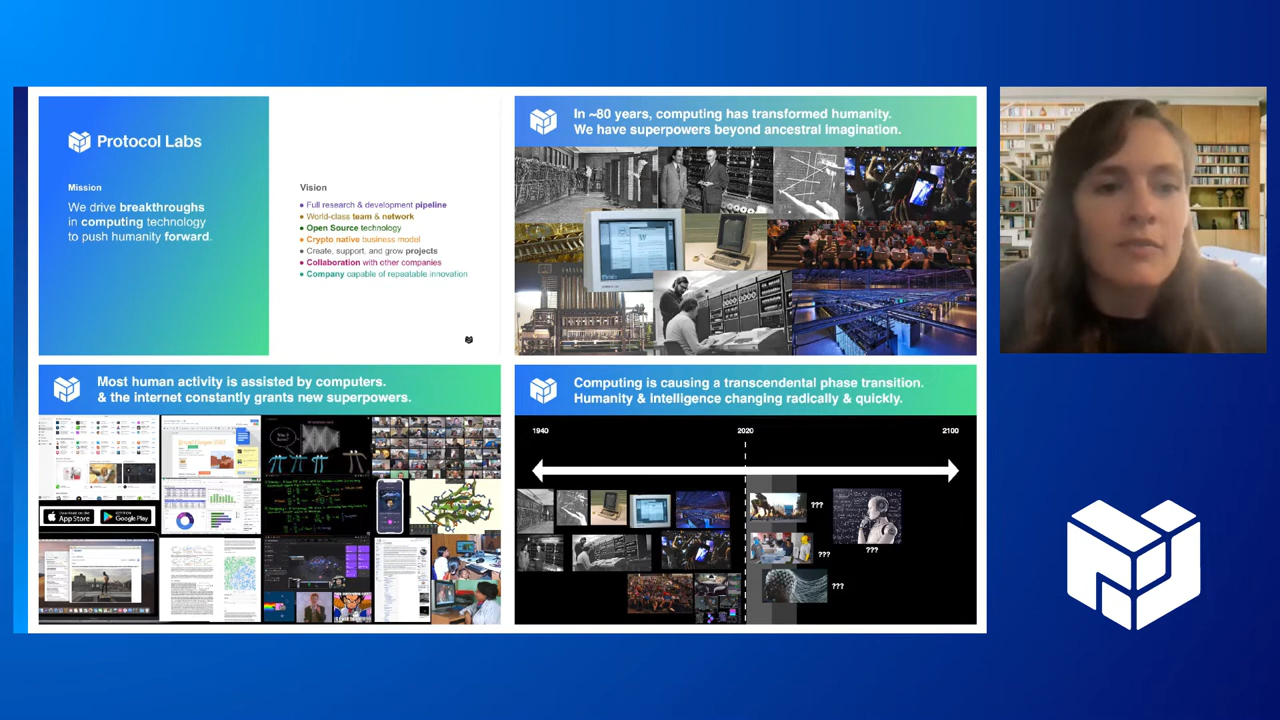 Protocol Labs
Mission
We drive breakthroughs
in computing technology
to push humanity forward.
Vision
• Full research & development pipeline
• World-class team & network
• Open Source technology
• Crypto native business model
• Create, support, and grow projects
• Collaboration with other companies
• Company capable of repeatable innovation
In ~80 years, computing has transformed humanity.
We have superpowers beyond ancestral imagination.
Most human activity is assisted by computers.
& the internet constantly grants new superpowers.
App Store
Google Play
Computing is causing a transcendental phase transition.
Humanity & Intelligence changing radically & quickly.
1940
2020
2100
???
???
???
???